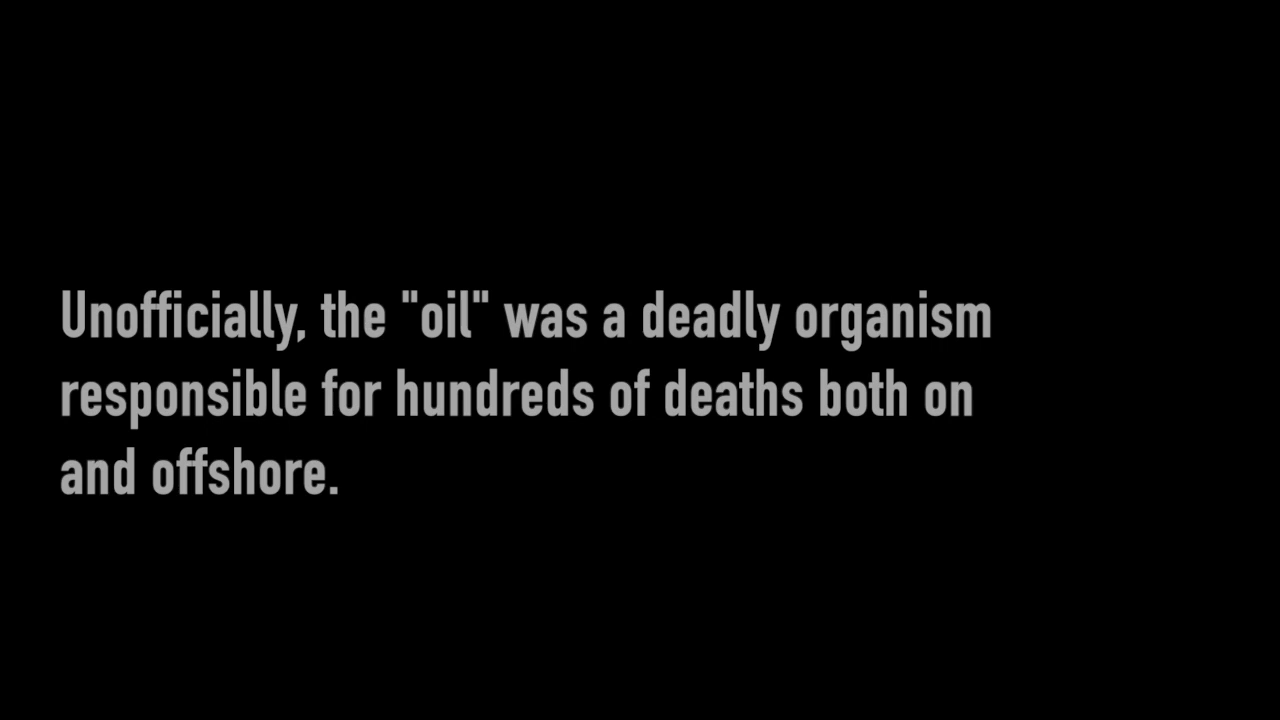 Unofficially, the "oil" was a deadly organism
responsible for hundreds of deaths both on
and offshore.